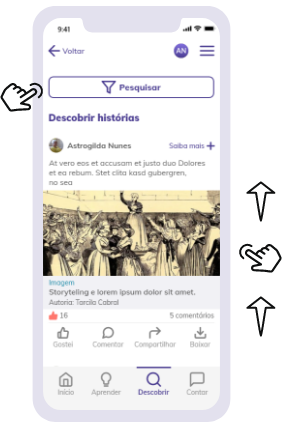 9:41
Voltar
AN
Pesquisar
Descobrir histórias
Astrogilda Nunes
Saiba mais +
At vero eos et accusam et justo duo Dolores
et ea rebum. Stet clita kasd gubergren,
no sea
Imagem
Storyteling e lorem ipsum dolor sit amet.
Autoria: Tarcila Cabral
16
5 comentários
Gostei
Comentar
Compartilhar
Baixar
Início
Aprender
Descobrir
Contar